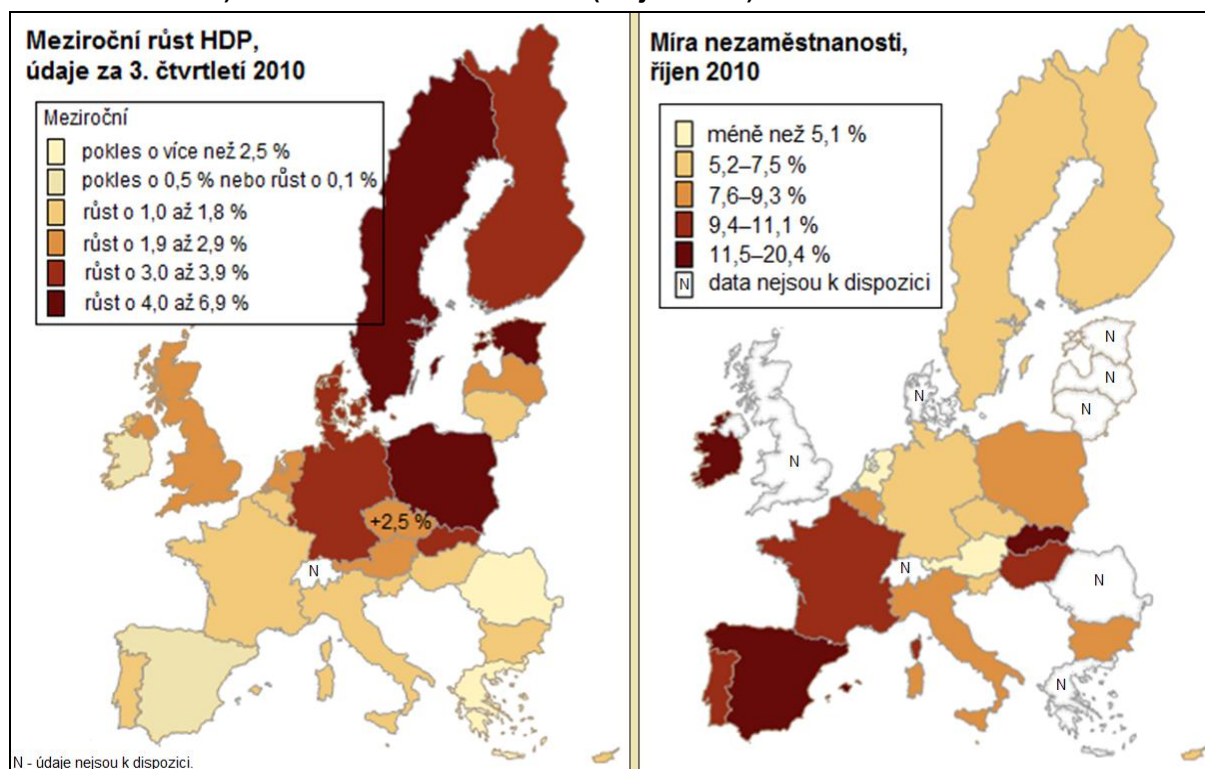 Meziroční růst HDP,
údaje za 3. čtvrtletí 2010
Meziroční
pokles o více než 2,5 %
pokles o 0,5 % nebo růst o 0,1 %
růst o 1,0 až 1,8 %
růst o 1,9 až 2,9 %
růst o 3,0 až 3,9 %
růst o 4,0 až 6,9 %
+2,5 %
N
N - údaje nejsou k dispozici.
Míra nezaměstnanosti,
říjen 2010
méně než 5,1 %
5,2–7,5 %
7,6–9,3 %
9,4–11,1 %
11,5–20,4 %
N data nejsou k dispozici
N
N
N
N
N
N
N
N